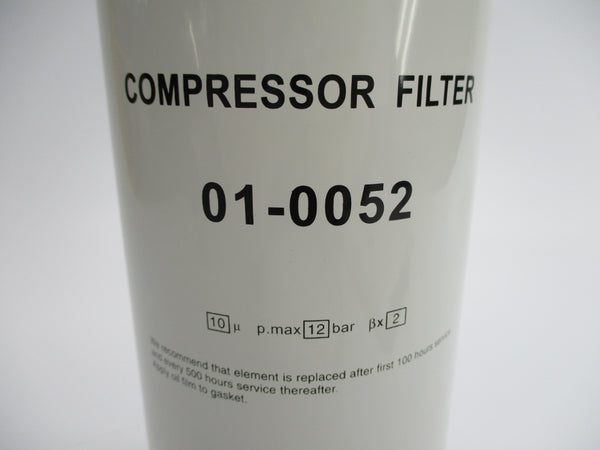 COMPRESSOR FILTER
01-0052
10 μ p.max 12 bar βx 2
We recommend that element is replaced after first 100 hours service
and every 500 hours service thereafter.
Apply oil film to gasket.